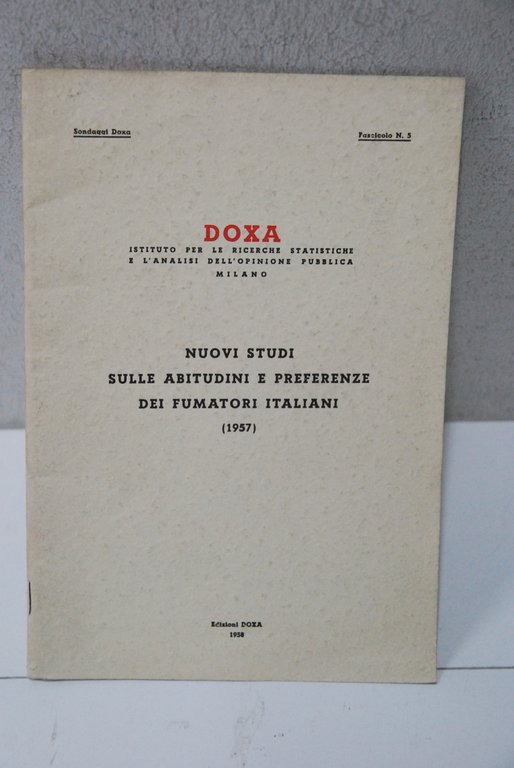 Sondaggi Doxa
Fascicolo N. 5
DOXA
ISTITUTO PER LE RICERCHE STATISTICHE
E L'ANALISI DELL'OPINIONE PUBBLICA
MILANO
NUOVI STUDI
SULLE ABITUDINI E PREFERENZE
DEI FUMATORI ITALIANI
(1957)
Edizioni DOXA
1958